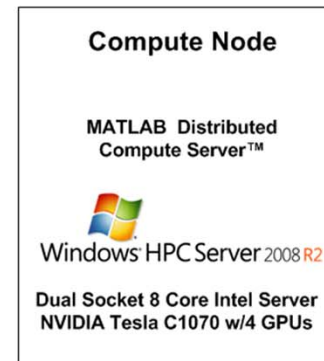 Compute Node
MATLAB Distributed
Compute Server™
Windows HPC Server 2008 R2
Dual Socket 8 Core Intel Server
NVIDIA Tesla C1070 w/4 GPUs